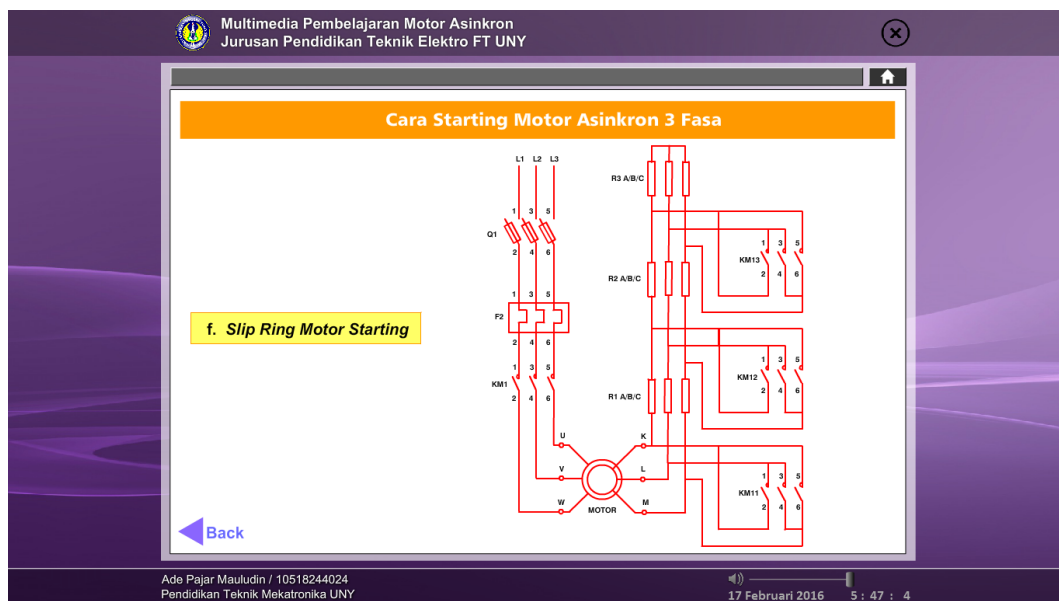 Multimedia Pembelajaran Motor Asinkron
Jurusan Pendidikan Teknik Elektro FT UNY
Cara Starting Motor Asinkron 3 Fasa
f. Slip Ring Motor Starting
L1 L2 L3
1 3 5
Q1
2 4 6
1 3 5
F2
2 4 6
1 3 5
KM1
2 4 6
U
V
W
MOTOR
K
L
M
R3 A/B/C
1 3 5
KM13
2 4 6
R2 A/B/C
1 3 5
KM12
2 4 6
R1 A/B/C
1 3 5
KM11
2 4 6
Back
Ade Pajar Mauludin / 10518244024
Pendidikan Teknik Mekatronika UNY
17 Februari 2016 5 : 47 : 4